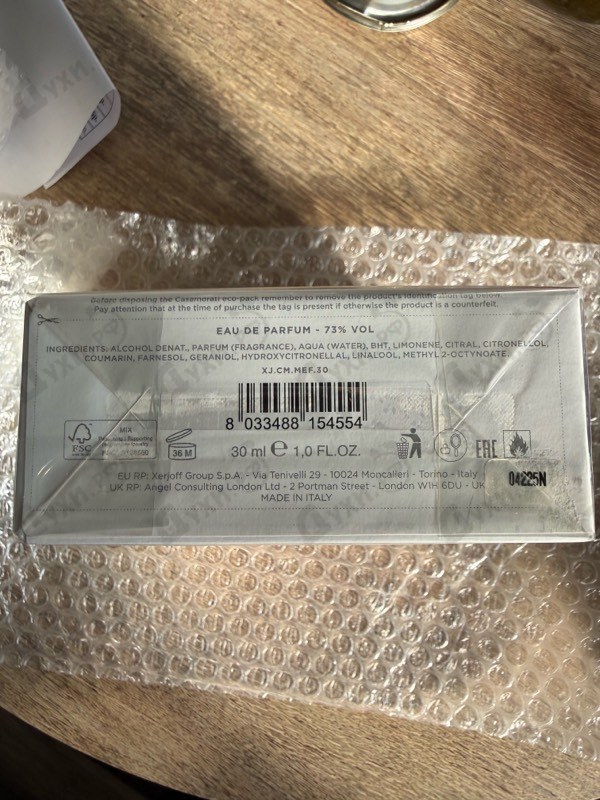 Before disposing the Casamorati eco-pack remember to remove the product's identification tag below.
Pay attention that at the time of purchase the tag is present if otherwise the product is a counterfeit.
EAU DE PARFUM - 73% VOL
INGREDIENTS: ALCOHOL DENAT., PARFUM (FRAGRANCE), AQUA (WATER), BHT, LIMONENE, CITRAL, CITRONELLOL,
COUMARIN, FARNESOL, GERANIOL, HYDROXYCITRONELLAL, LINALOOL, METHYL 2-OCTYNOATE.
XJ.CM.MEF.30
8 033488 154554
FSC
MIX
36 M
30 ml e 1,0 FL.OZ.
EAC
EU RP: Xerjoff Group S.p.A. - Via Tenivelli 29 - 10024 Moncalieri - Torino - Italy
UK RP: Angel Consulting London Ltd - 2 Portman Street - London W1H 6DU - UK
MADE IN ITALY
04225N